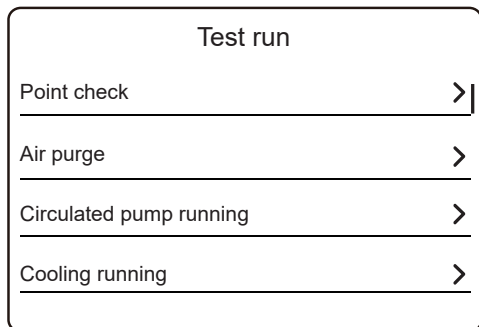 Test run
Point check
Air purge
Circulated pump running
Cooling running